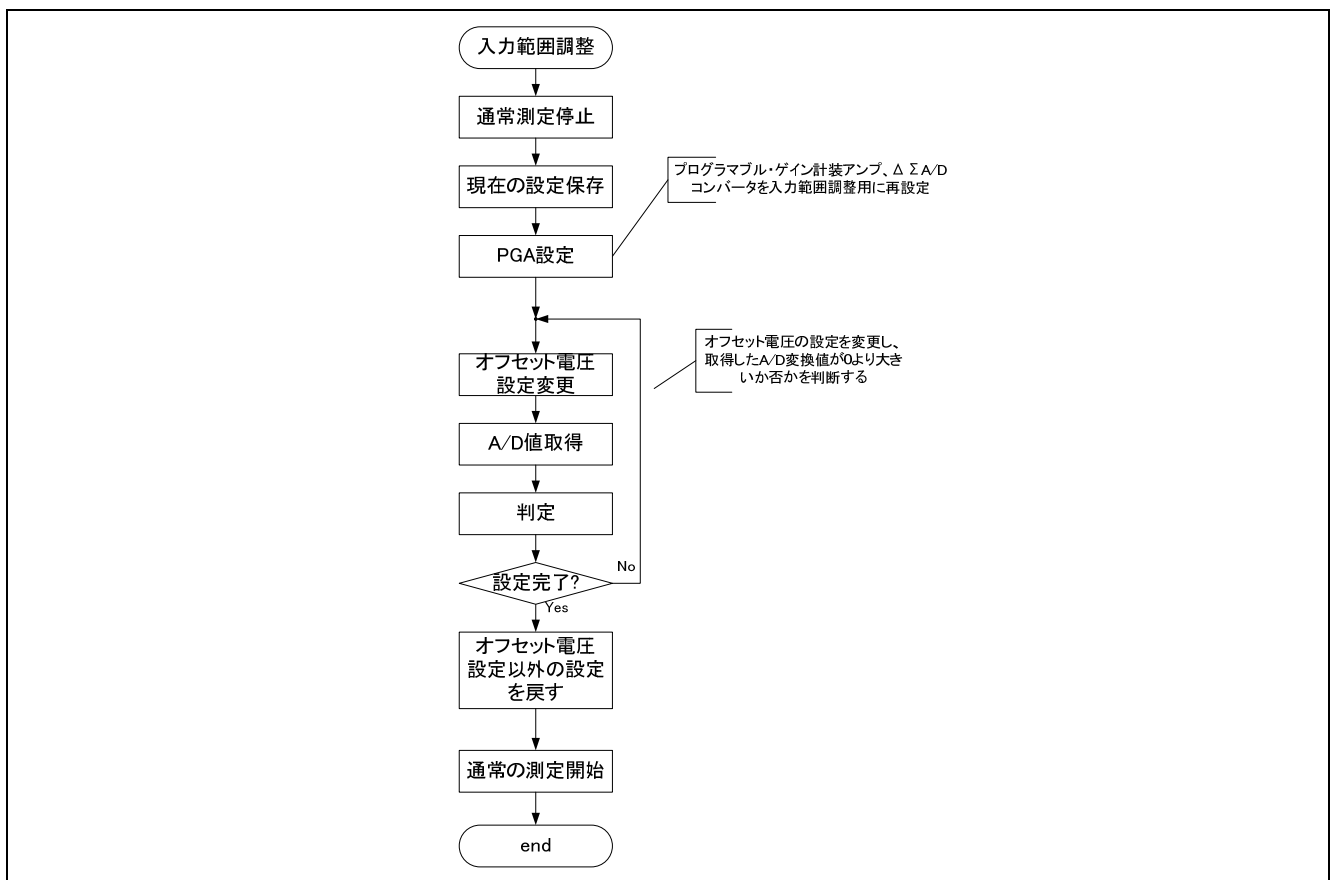 入力範囲調整
通常測定停止
現在の設定保存
プログラマブル・ゲイン計装アンプ、ΔΣA/D
コンバータを入力範囲調整用に再設定
PGA設定
オフセット電圧
設定変更
オフセット電圧の設定を変更し、
取得したA/D変換値が0より大き
いか否かを判断する
A/D値取得
判定
設定完了?
No
Yes
オフセット電圧
設定以外の設定
を戻す
通常の測定開始
end